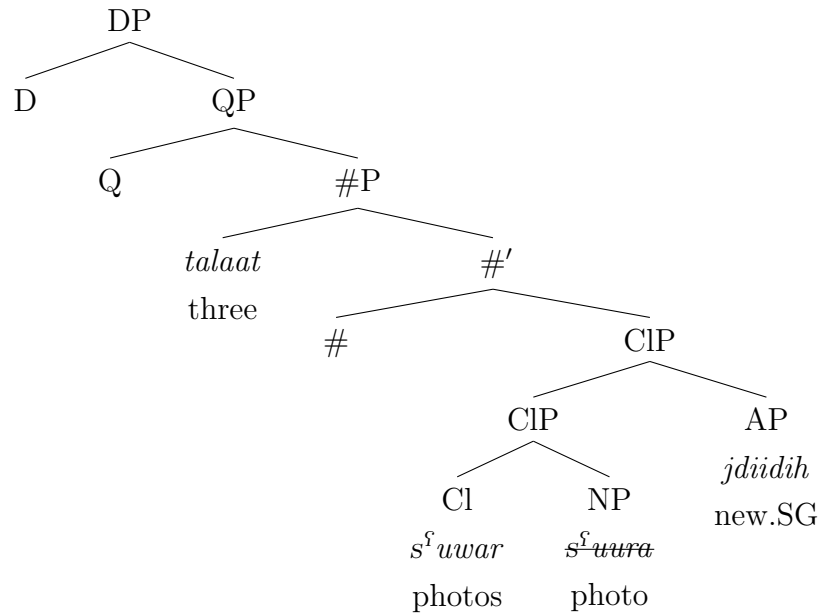 DP
D QP
Q #P
talaat #′
three
# ClP
ClP AP
jdiidih
Cl NP new.SG
sˤuwar sˤuura
photos photo